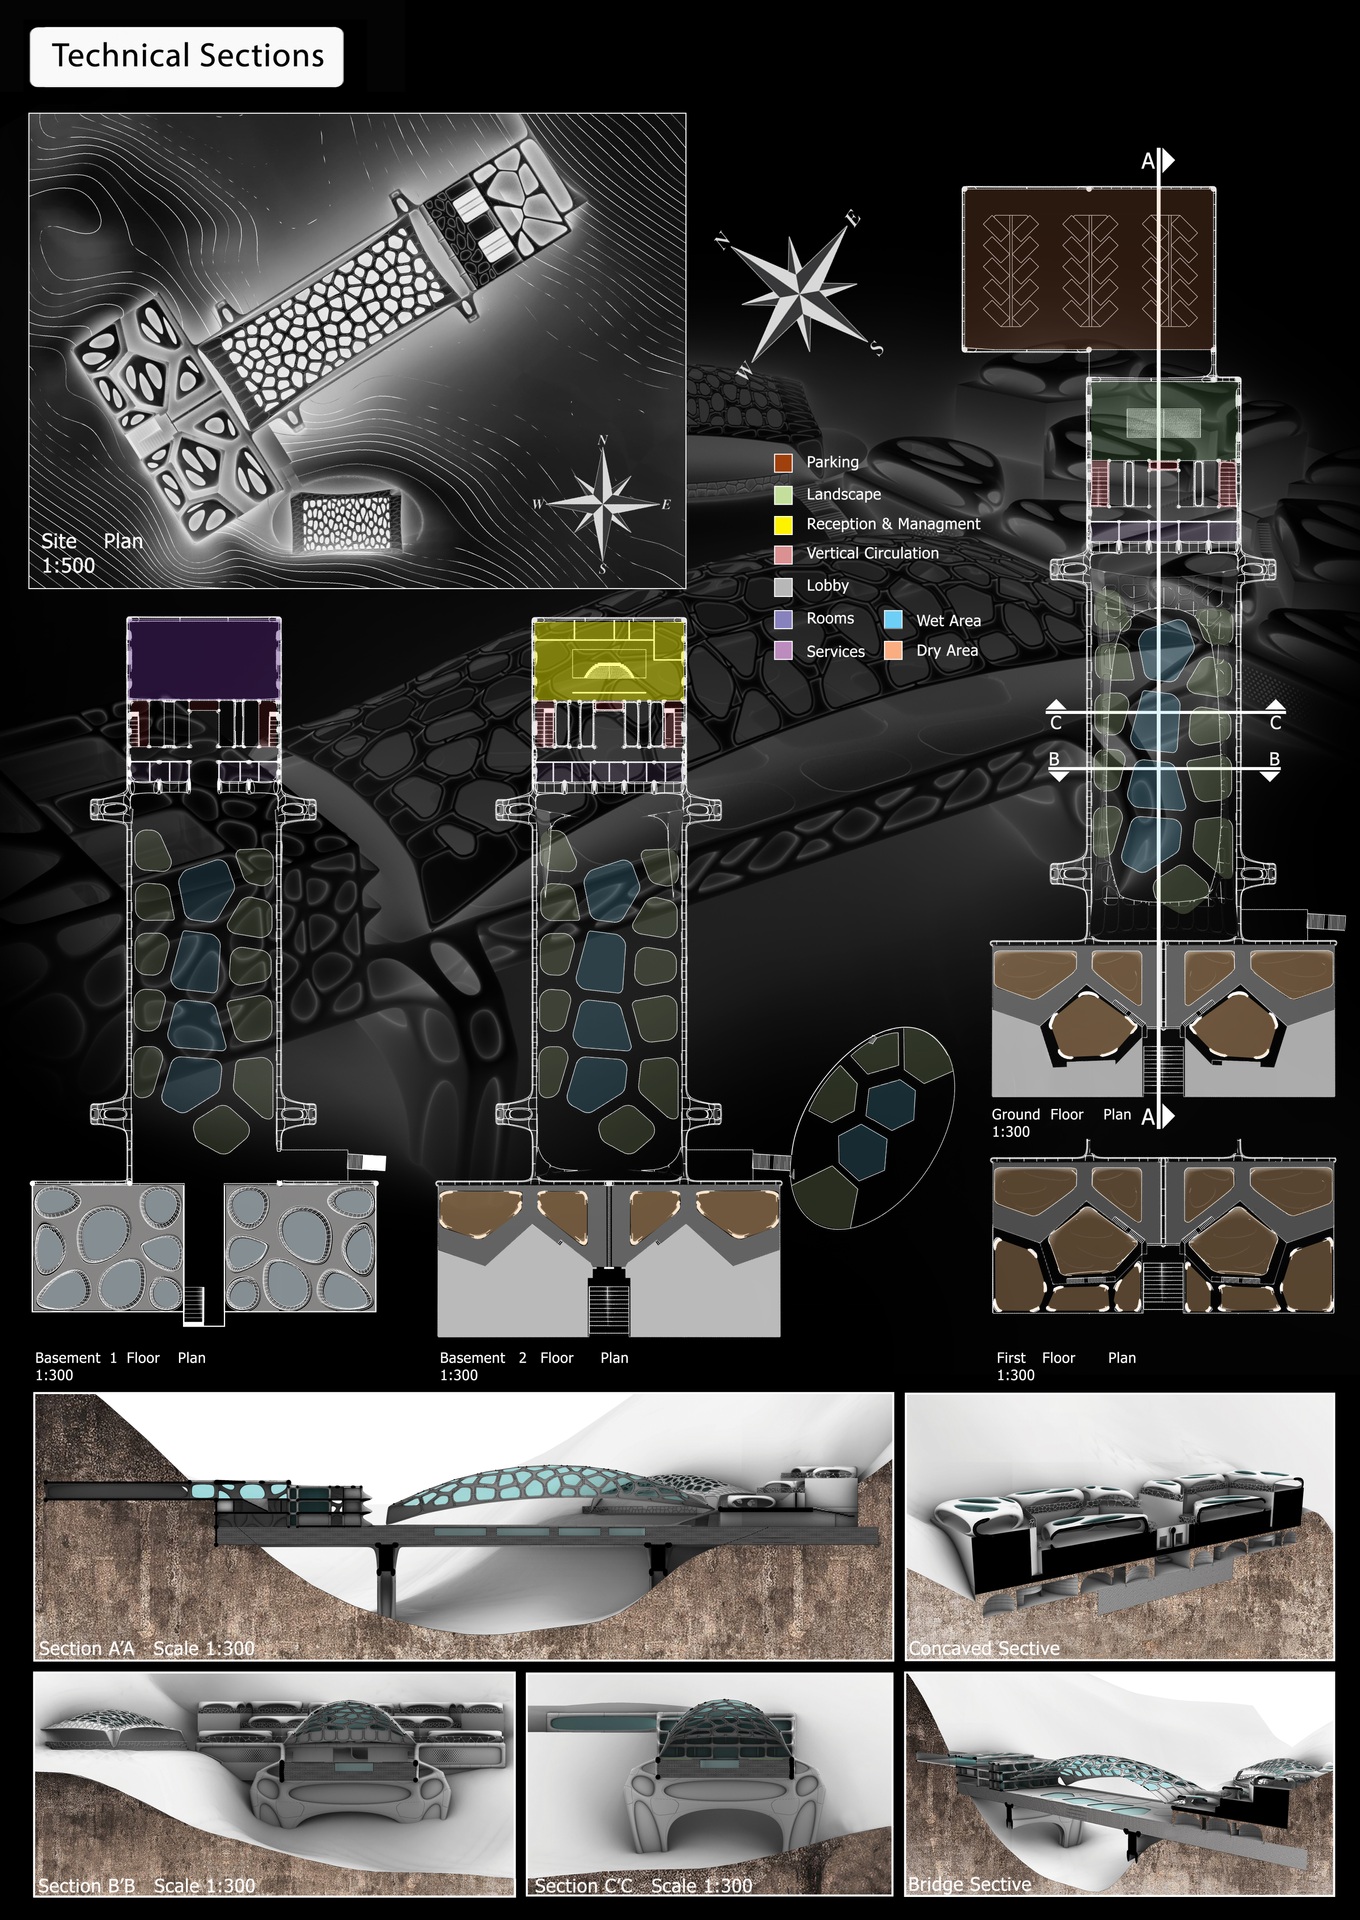 Technical Sections
Site Plan
1:500
N
W
E
S
N
E
W
S
Parking
Landscape
Reception & Managment
Vertical Circulation
Lobby
Rooms
Wet Area
Services
Dry Area
A
C
C
B
B
Ground Floor Plan
1:300
A
Basement 1 Floor Plan
1:300
Basement 2 Floor Plan
1:300
First Floor Plan
1:300
Section A'A Scale 1:300
Concaved Sective
Section B'B Scale 1:300
Section C'C Scale 1:300
Bridge Sective